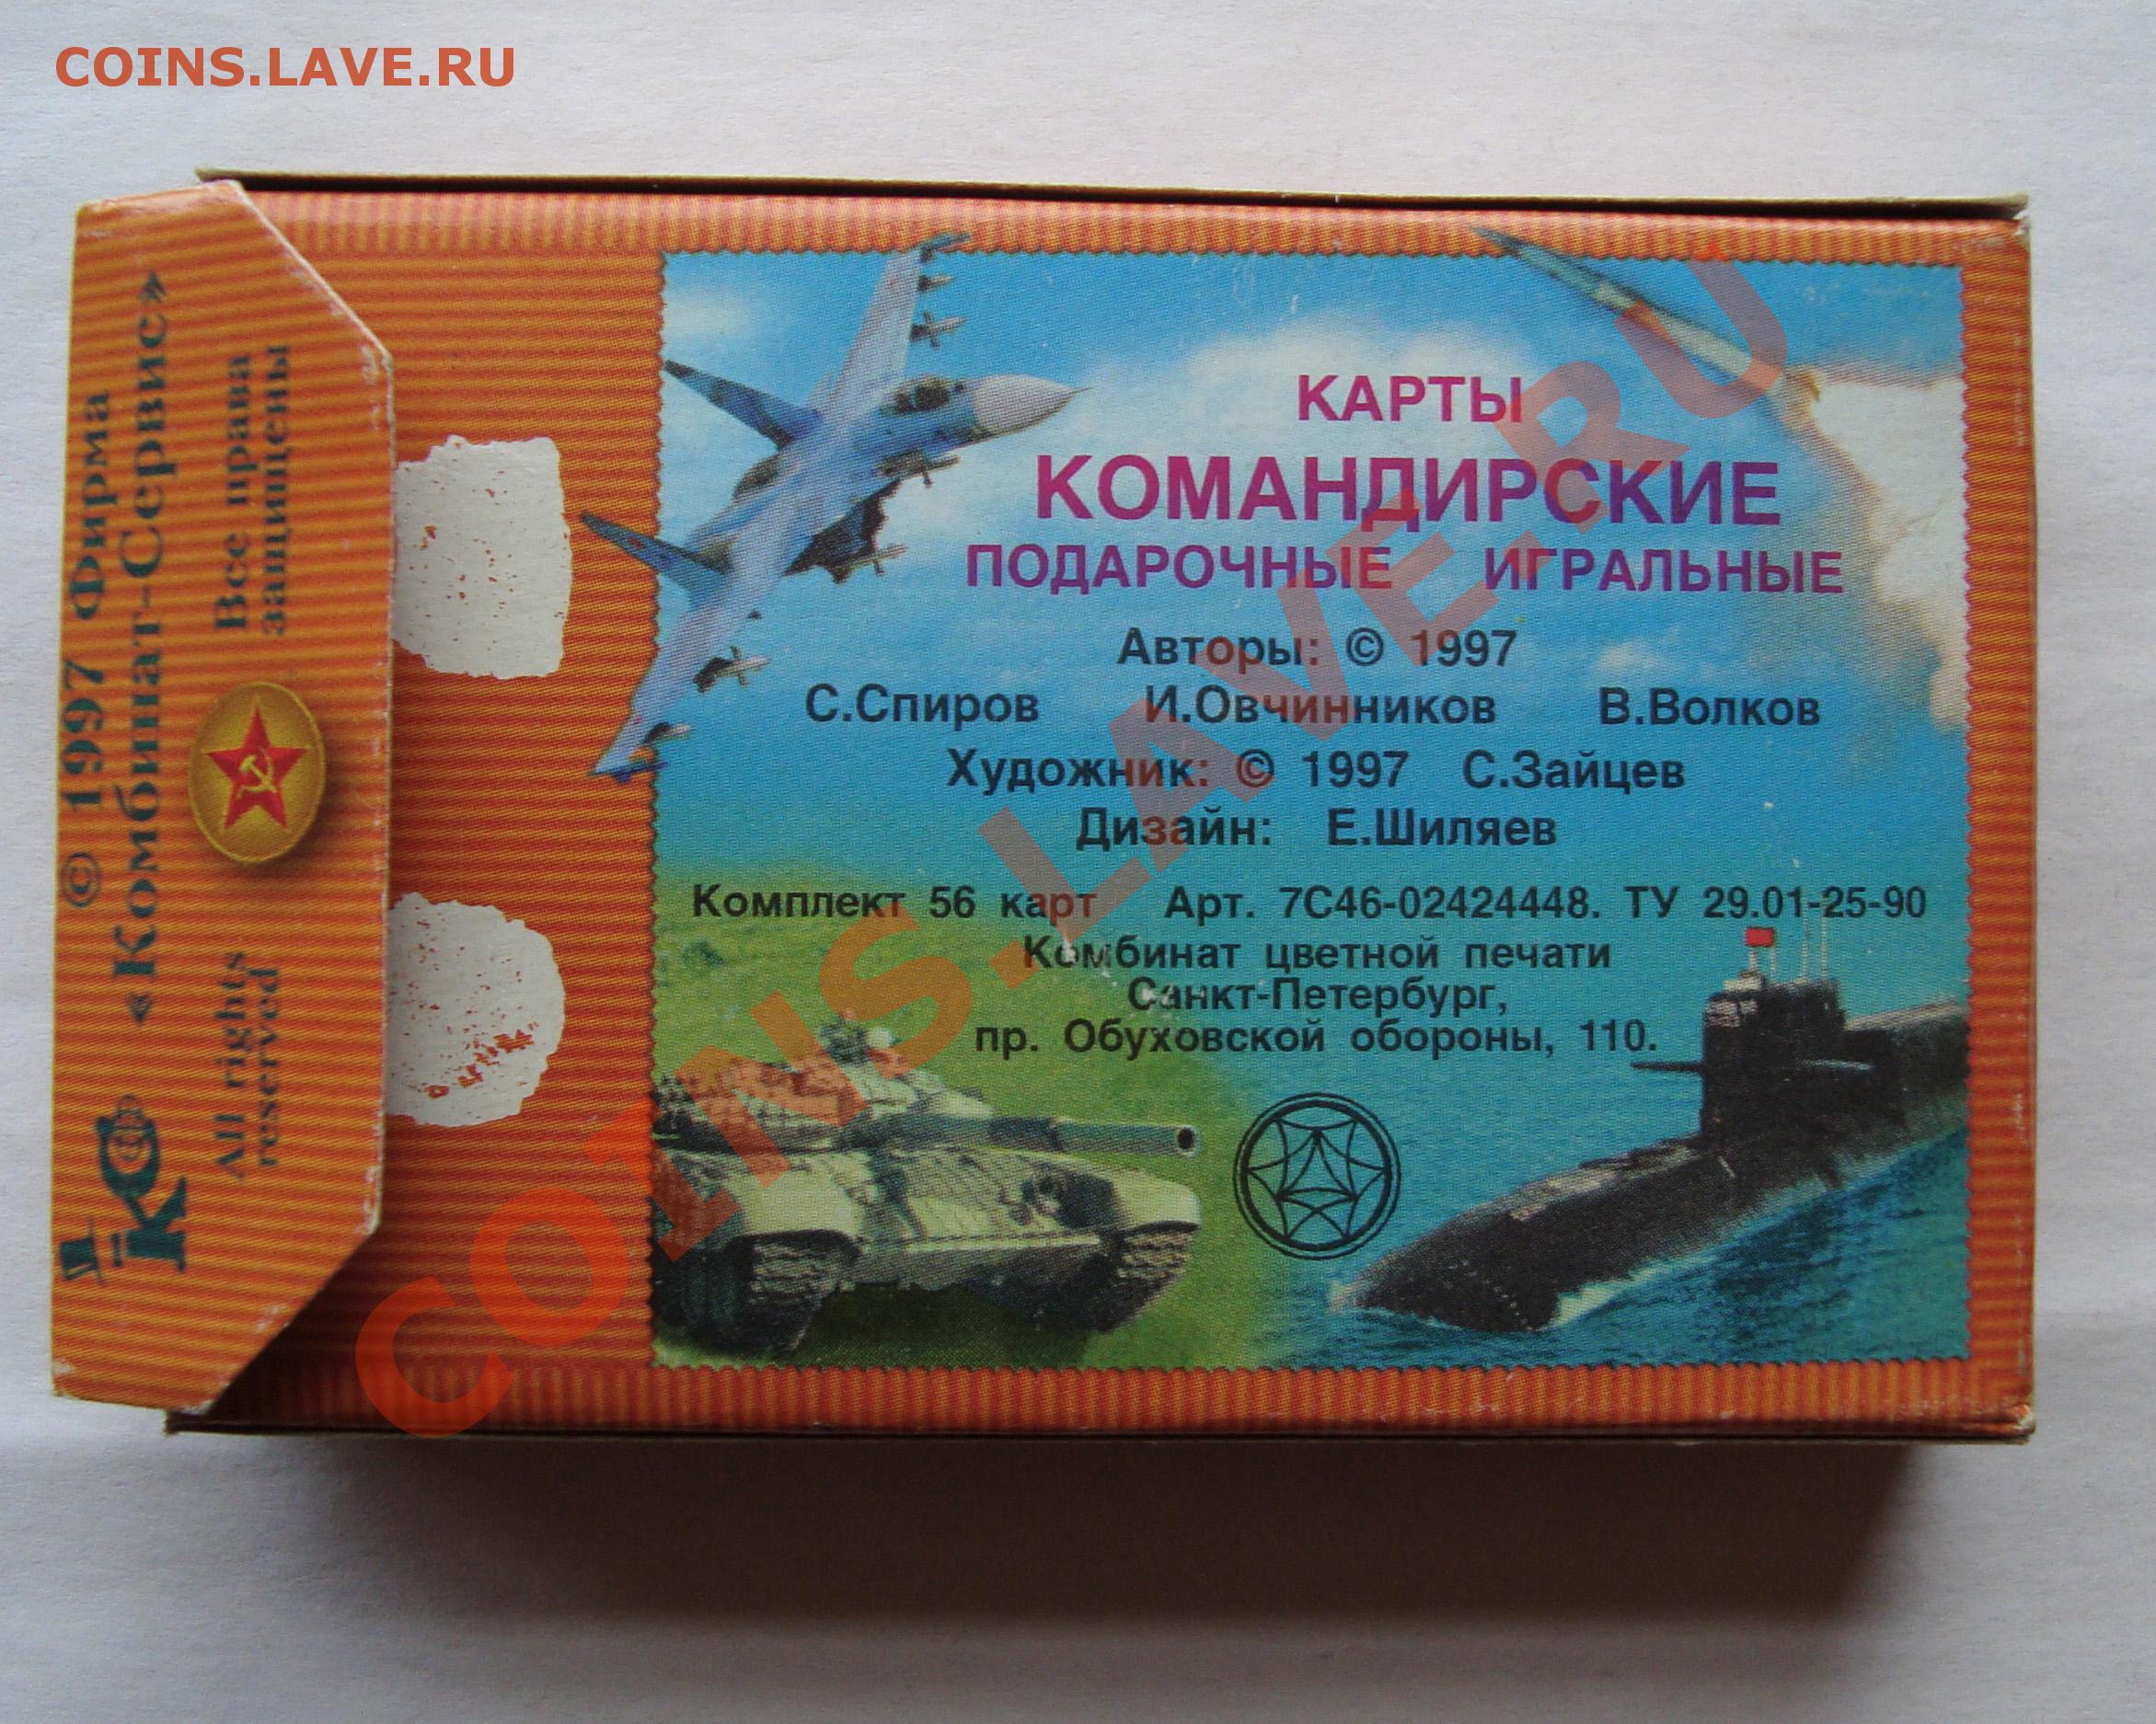 COINS.LAVE.RU
© 1997 Фирма
«Комбинат-Сервис»
Все права
защищены
All rights
reserved
КАРТЫ
КОМАНДИРСКИЕ
ПОДАРОЧНЫЕ ИГРАЛЬНЫЕ
Авторы: © 1997
С.Спиров И.Овчинников В.Волков
Художник: © 1997 С.Зайцев
Дизайн: Е.Шиляев
Комплект 56 карт Арт. 7С46-02424448. ТУ 29.01-25-90
Комбинат цветной печати
Санкт-Петербург,
пр. Обуховской обороны, 110.
COINS.LAVE.RU